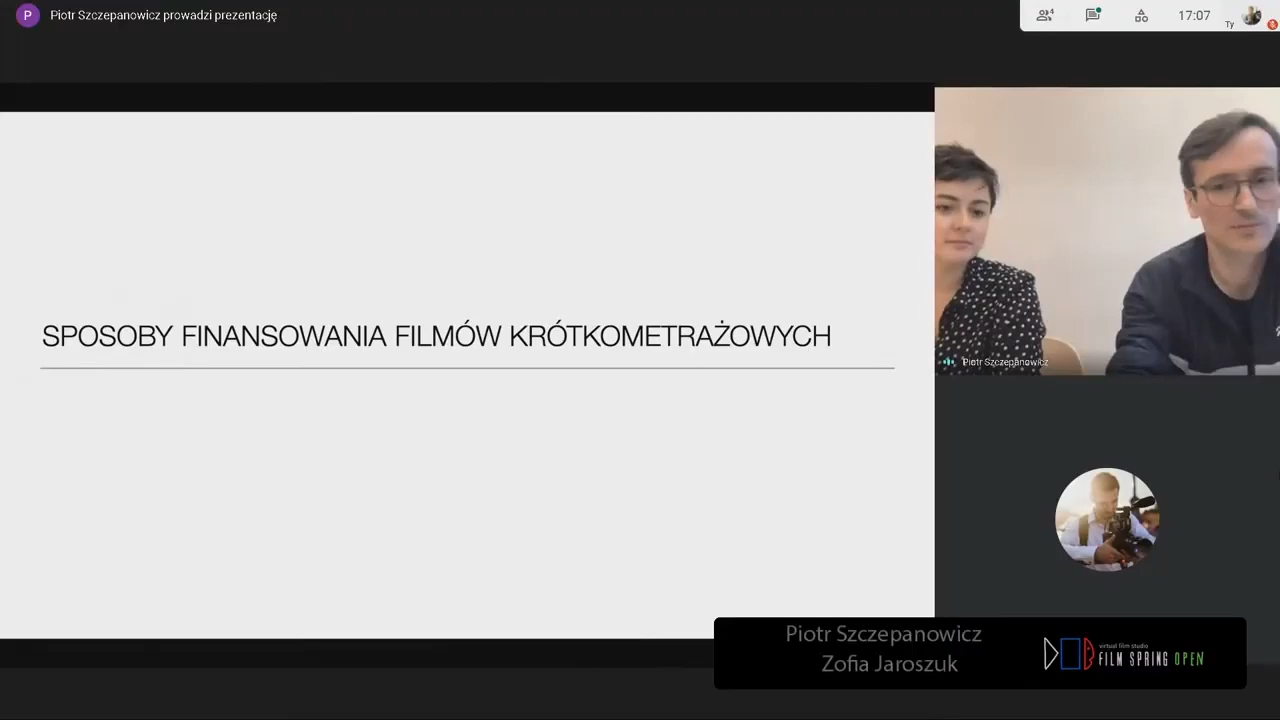 P
Piotr Szczepanowicz prowadzi prezentację
4
17:07
Ty
SPOSOBY FINANSOWANIA FILMÓW KRÓTKOMETRAŻOWYCH
Piotr Szczepanowicz
Piotr Szczepanowicz
Zofia Jaroszuk
virtual film studio
FILM SPRING OPEN